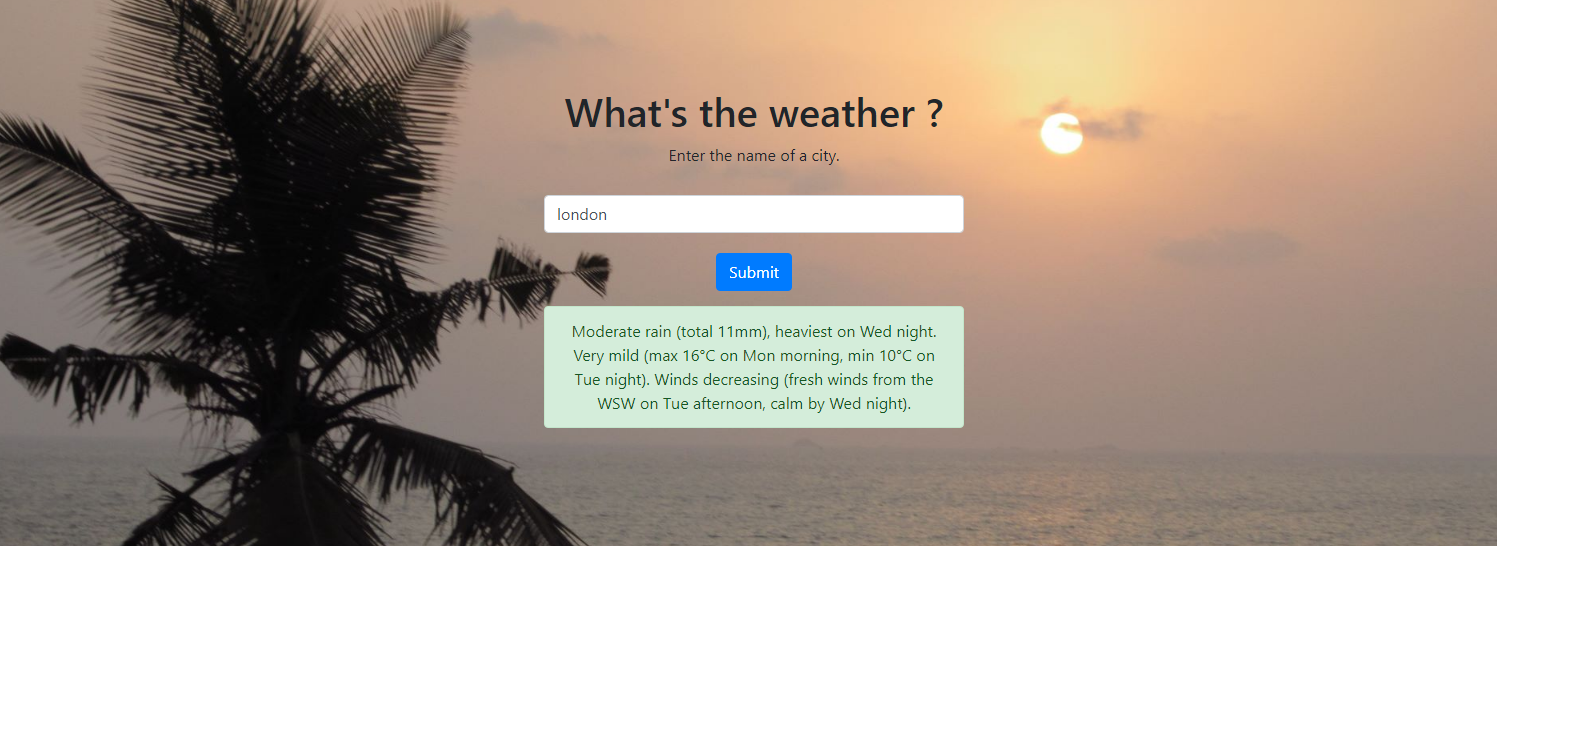 What's the weather ?
Enter the name of a city.
london
Submit
Moderate rain (total 11mm), heaviest on Wed night.
Very mild (max 16°C on Mon morning, min 10°C on
Tue night). Winds decreasing (fresh winds from the
WSW on Tue afternoon, calm by Wed night).